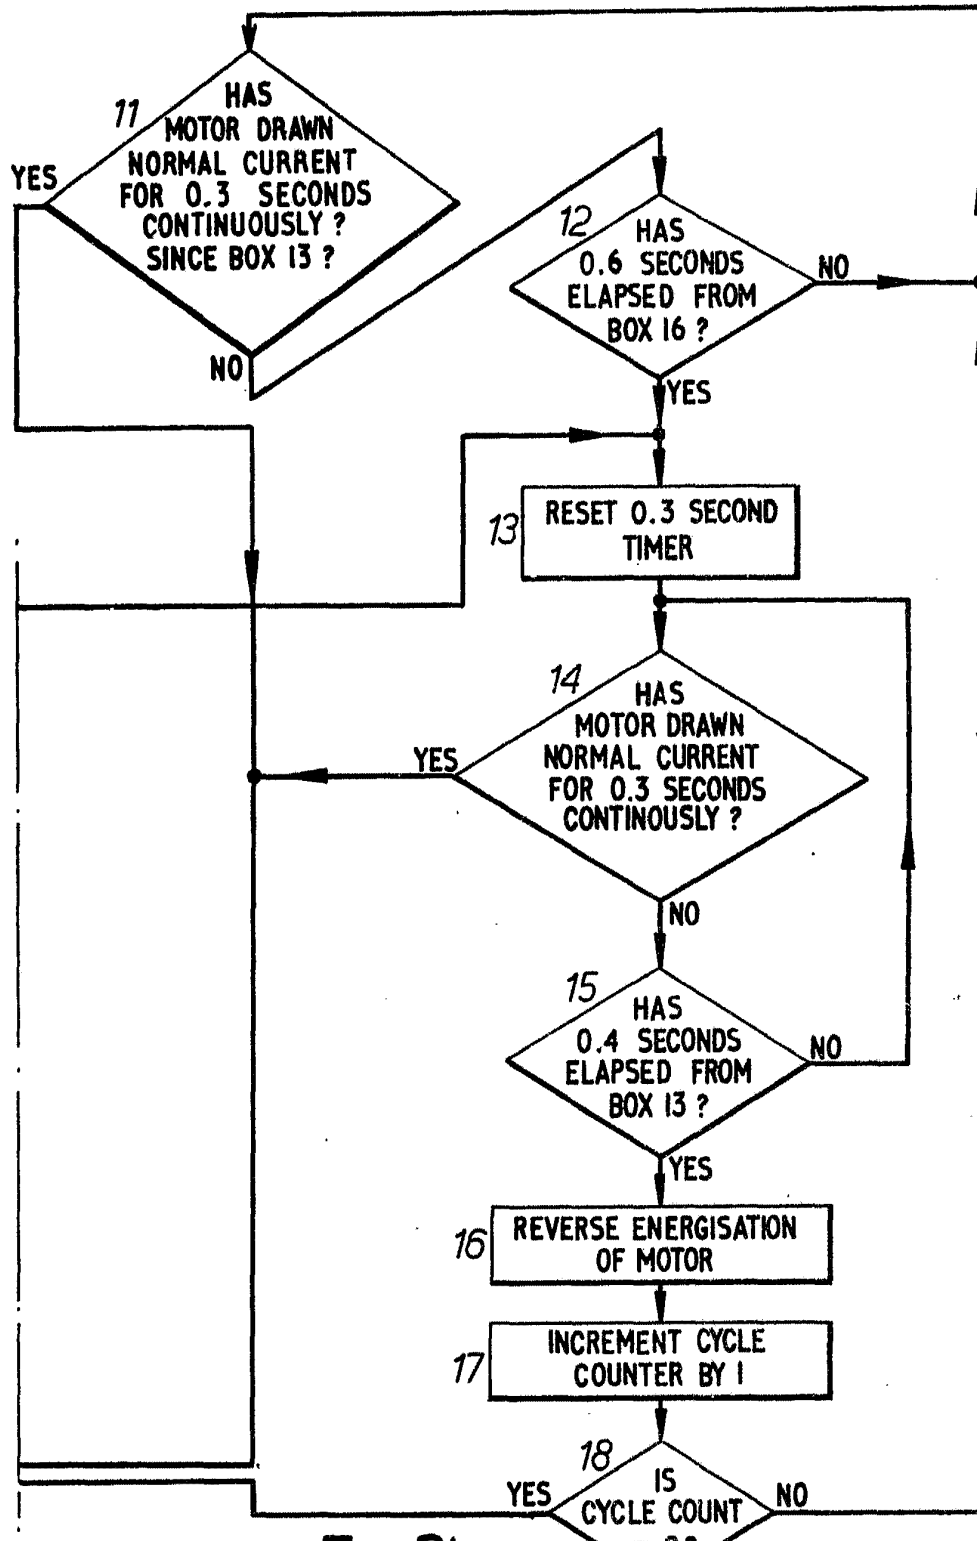 11
HAS
MOTOR DRAWN
NORMAL CURRENT
FOR 0.3 SECONDS
CONTINUOUSLY ?
SINCE BOX 13 ?
YES
NO
12
HAS
0.6 SECONDS
ELAPSED FROM
BOX 16 ?
NO
YES
13
RESET 0.3 SECOND
TIMER
14
HAS
MOTOR DRAWN
NORMAL CURRENT
FOR 0.3 SECONDS
CONTINOUSLY ?
YES
NO
15
HAS
0.4 SECONDS
ELAPSED FROM
BOX 13 ?
NO
YES
16
REVERSE ENERGISATION
OF MOTOR
17
INCREMENT CYCLE
COUNTER BY 1
18
IS
CYCLE COUNT
YES
NO